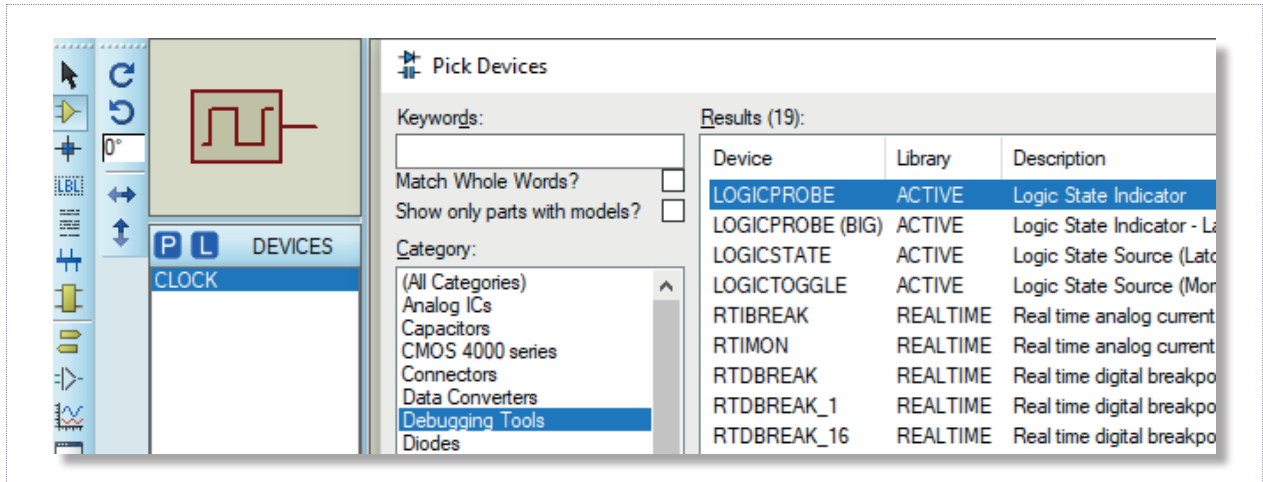 Pick Devices
Keywords:
Match Whole Words?
Show only parts with models?
Category:
(All Categories)
Analog ICs
Capacitors
CMOS 4000 series
Connectors
Data Converters
Debugging Tools
Diodes
Results (19):
Device Library Description
LOGICPROBE ACTIVE Logic State Indicator
LOGICPROBE (BIG) ACTIVE Logic State Indicator - La
LOGICSTATE ACTIVE Logic State Source (Latc
LOGICTOGGLE ACTIVE Logic State Source (Mor
RTIBREAK REALTIME Real time analog current
RTIMON REALTIME Real time analog current
RTDBREAK REALTIME Real time digital breakpo
RTDBREAK_1 REALTIME Real time digital breakpo
RTDBREAK_16 REALTIME Real time digital breakpo
0°
LBL
P L DEVICES
CLOCK